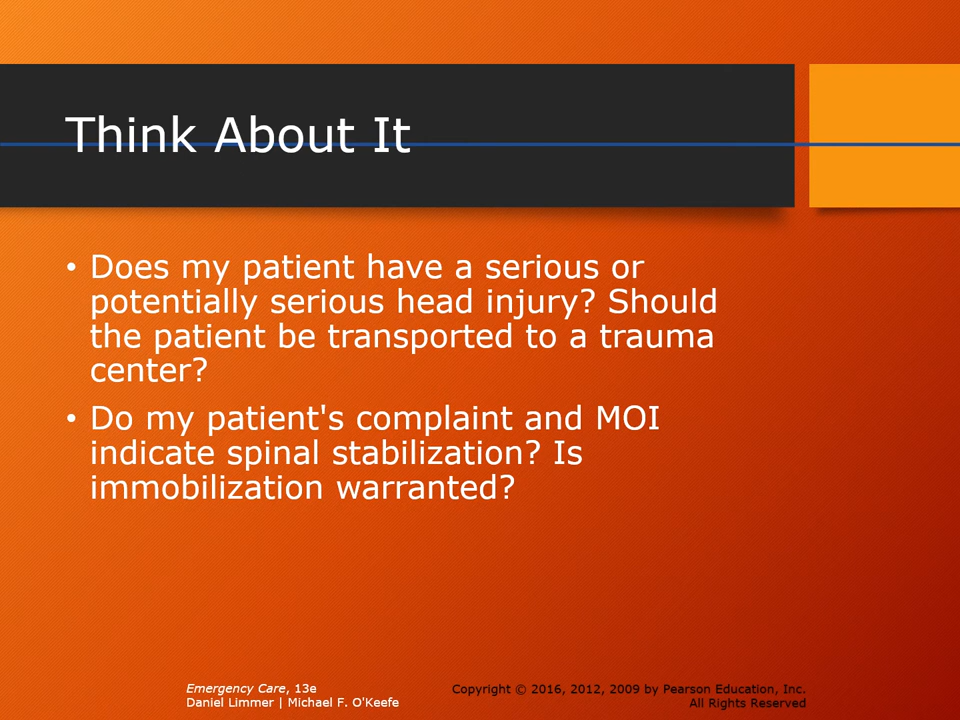 Think About It
• Does my patient have a serious or
potentially serious head injury? Should
the patient be transported to a trauma
center?
• Do my patient's complaint and MOI
indicate spinal stabilization? Is
immobilization warranted?
Emergency Care, 13e
Daniel Limmer | Michael F. O'Keefe
Copyright © 2016, 2012, 2009 by Pearson Education, Inc.
All Rights Reserved